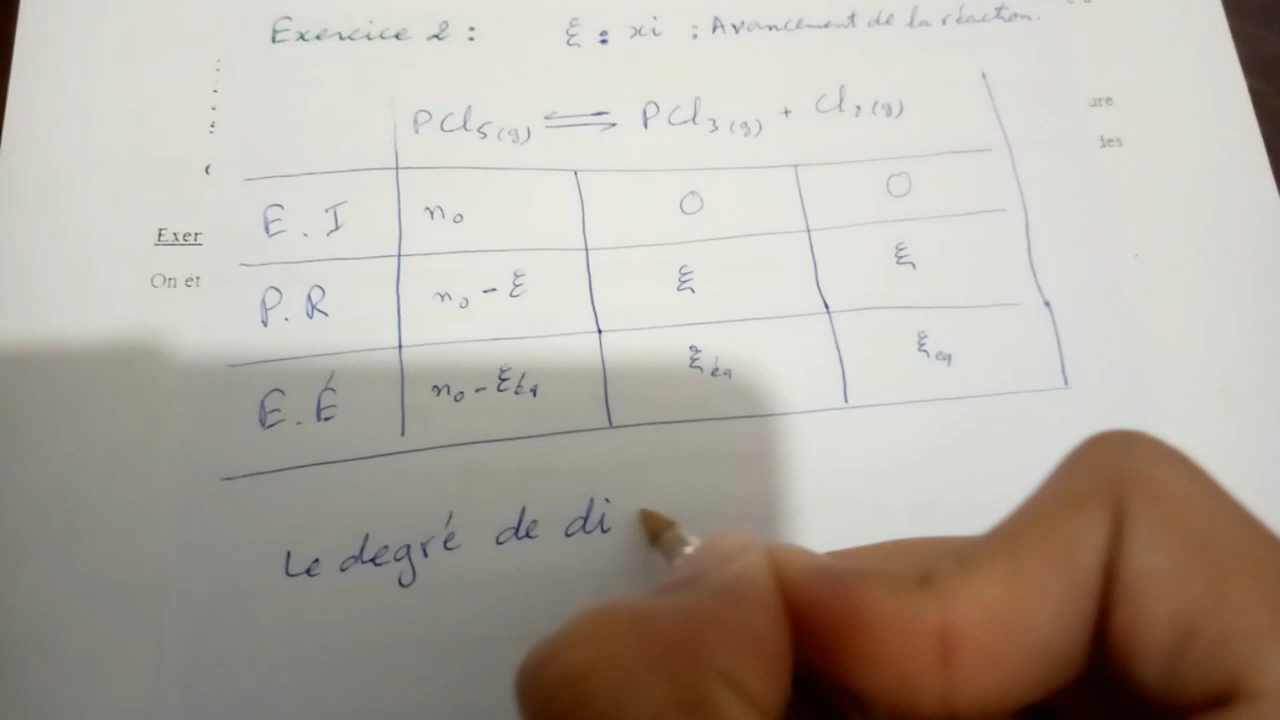 Exercice 2 : ξ : xi ; Avancement de la réaction.
PCl5(g) ⇌ PCl3(g) + Cl2(g)
ure
des
E.I n0 0 0
Exer
P.R n0 - ξ ξ ξ
On et
E.É n0 - ξéq ξéq ξeq
Le degré de di